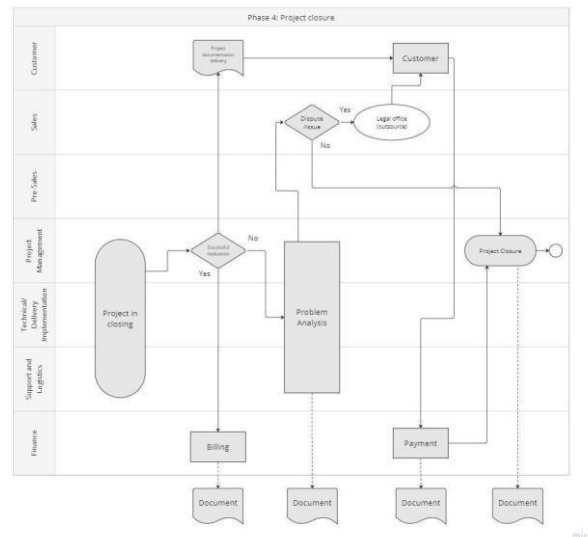 Phase 4: Project closure
Customer
Project
documentation
delivery
Customer
Sales
Dispute
/Issue
Yes
No
Legal office
(outsource)
Pre-Sales
Project
Management
Successful
realization
No
Yes
Project Closure
Technical/
Delivery
Implementation
Project in
closing
Problem
Analysis
Support and
Logistics
Finance
Billing
Payment
Document
Document
Document
Document
miro